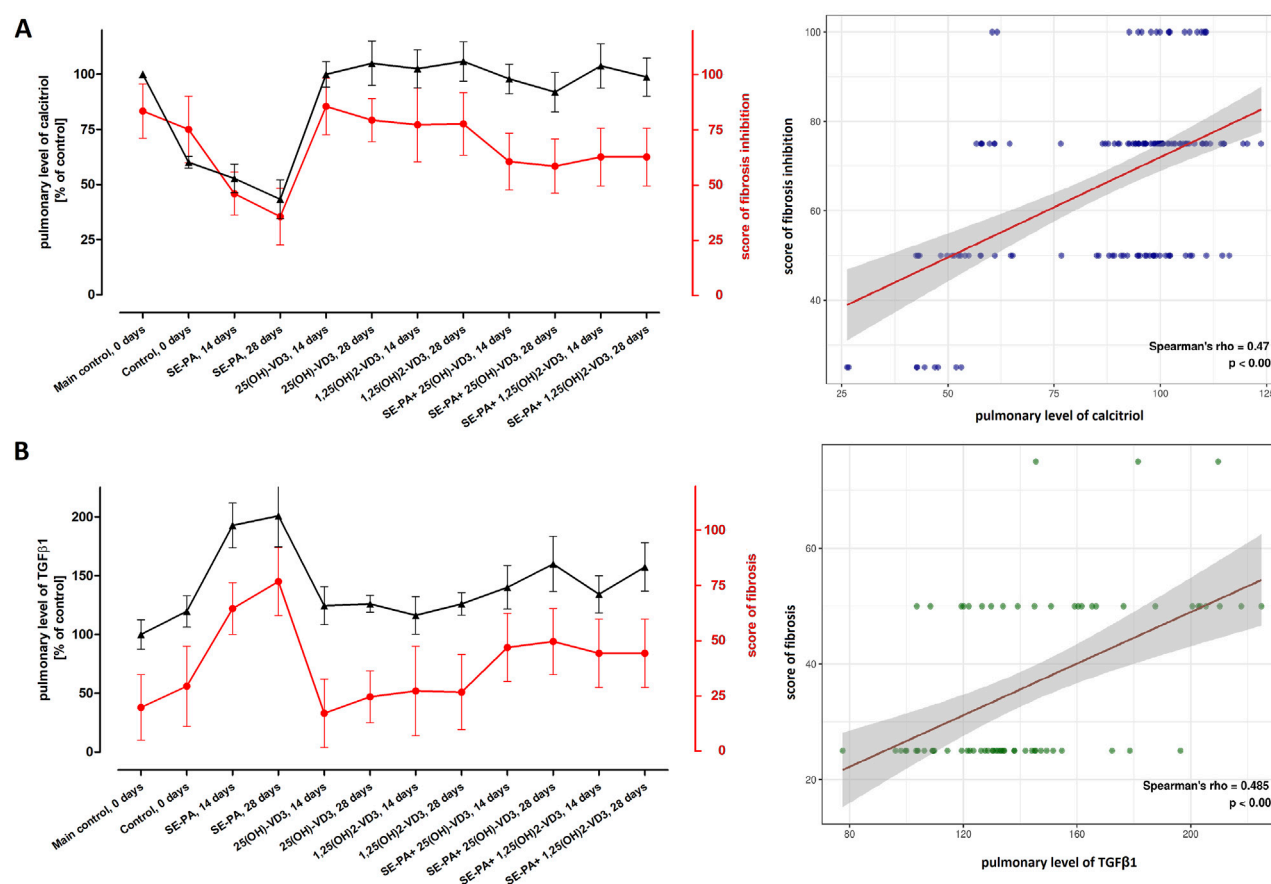 A
pulmonary level of calcitriol
[% of control]
100
75
50
25
0
100
75
50
25
0
score of fibrosis inhibition
Main control, 0 days
Control, 0 days
SE-PA, 14 days
SE-PA, 28 days
25(OH)-VD3, 14 days
25(OH)-VD3, 28 days
1,25(OH)2-VD3, 14 days
1,25(OH)2-VD3, 28 days
SE-PA+ 25(OH)-VD3, 14 days
SE-PA+ 25(OH)-VD3, 28 days
SE-PA+ 1,25(OH)2-VD3, 14 days
SE-PA+ 1,25(OH)2-VD3, 28 days
score of fibrosis inhibition
100
80
60
40
Spearman's rho = 0.47
p < 0.00
25
50
75
100
125
pulmonary level of calcitriol
B
pulmonary level of TGFβ1
[% of control]
200
150
100
50
0
100
75
50
25
0
score of fibrosis
Main control, 0 days
Control, 0 days
SE-PA, 14 days
SE-PA, 28 days
25(OH)-VD3, 14 days
25(OH)-VD3, 28 days
1,25(OH)2-VD3, 14 days
1,25(OH)2-VD3, 28 days
SE-PA+ 25(OH)-VD3, 14 days
SE-PA+ 25(OH)-VD3, 28 days
SE-PA+ 1,25(OH)2-VD3, 14 days
SE-PA+ 1,25(OH)2-VD3, 28 days
score of fibrosis
60
40
20
Spearman's rho = 0.485
p < 0.00
80
120
160
200
pulmonary level of TGFβ1